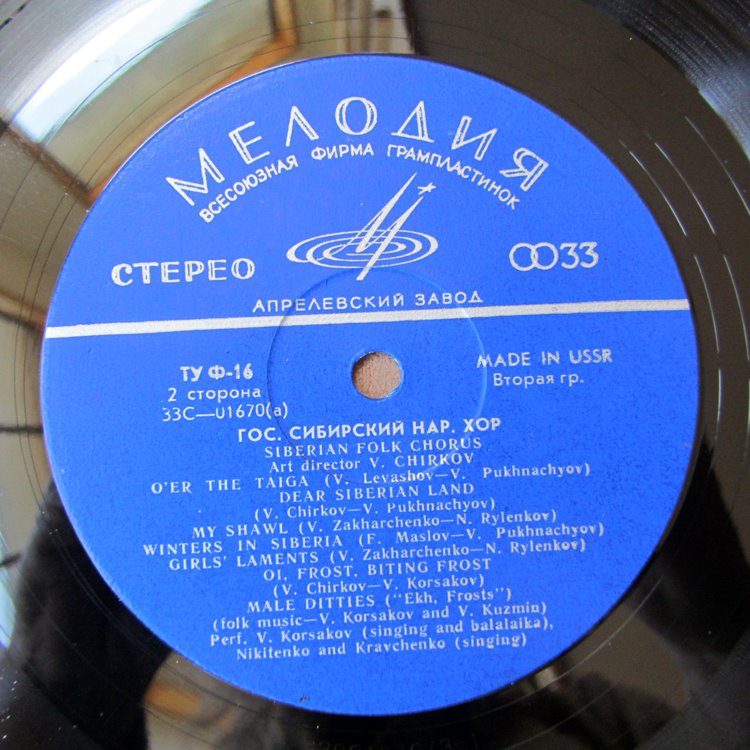 МЕЛОДИЯ
ВСЕСОЮЗНАЯ ФИРМА ГРАМПЛАСТИНОК
СТЕРЕО
33
АПРЕЛЕВСКИЙ ЗАВОД
ТУ Ф-16
MADE IN USSR
2 сторона
Вторая гр.
33С—01670(а)
ГОС. СИБИРСКИЙ НАР. ХОР
SIBERIAN FOLK CHORUS
Art director V. CHIRKOV
O'ER THE TAIGA (V. Levashov—V. Pukhnachyov)
DEAR SIBERIAN LAND
(V. Chirkov—V. Pukhnachyov)
MY SHAWL (V. Zakharchenko—N. Rylenkov)
WINTERS IN SIBERIA (F. Maslov—V. Pukhnachyov)
GIRLS' LAMENTS (V. Zakharchenko—N. Rylenkov)
OI, FROST, BITING FROST
(V. Chirkov—V. Korsakov)
MALE DITTIES ("Ekh, Frosts")
(folk music—V. Korsakov and V. Kuzmin)
Perf. V. Korsakov (singing and balalaika),
Nikitenko and Kravchenko (singing)